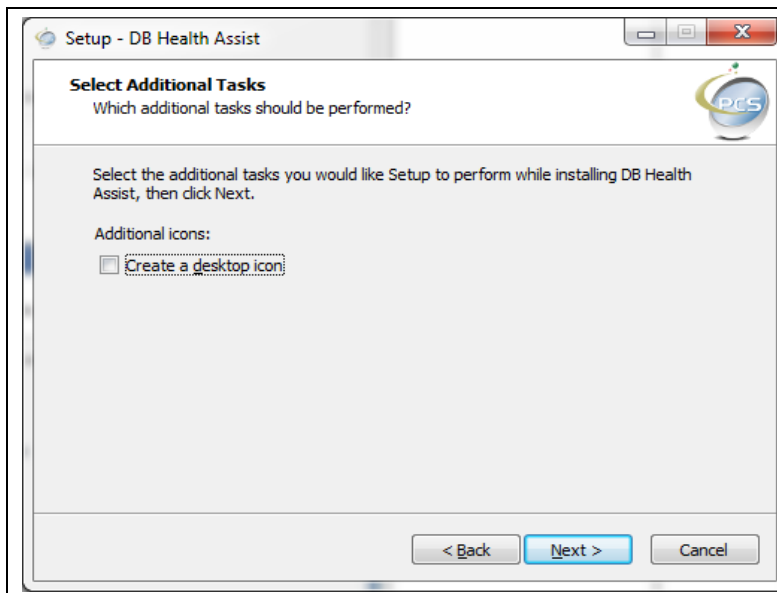 Setup - DB Health Assist
Select Additional Tasks
Which additional tasks should be performed?
PCS
Select the additional tasks you would like Setup to perform while installing DB Health
Assist, then click Next.
Additional icons:
Create a desktop icon
< Back
Next >
Cancel